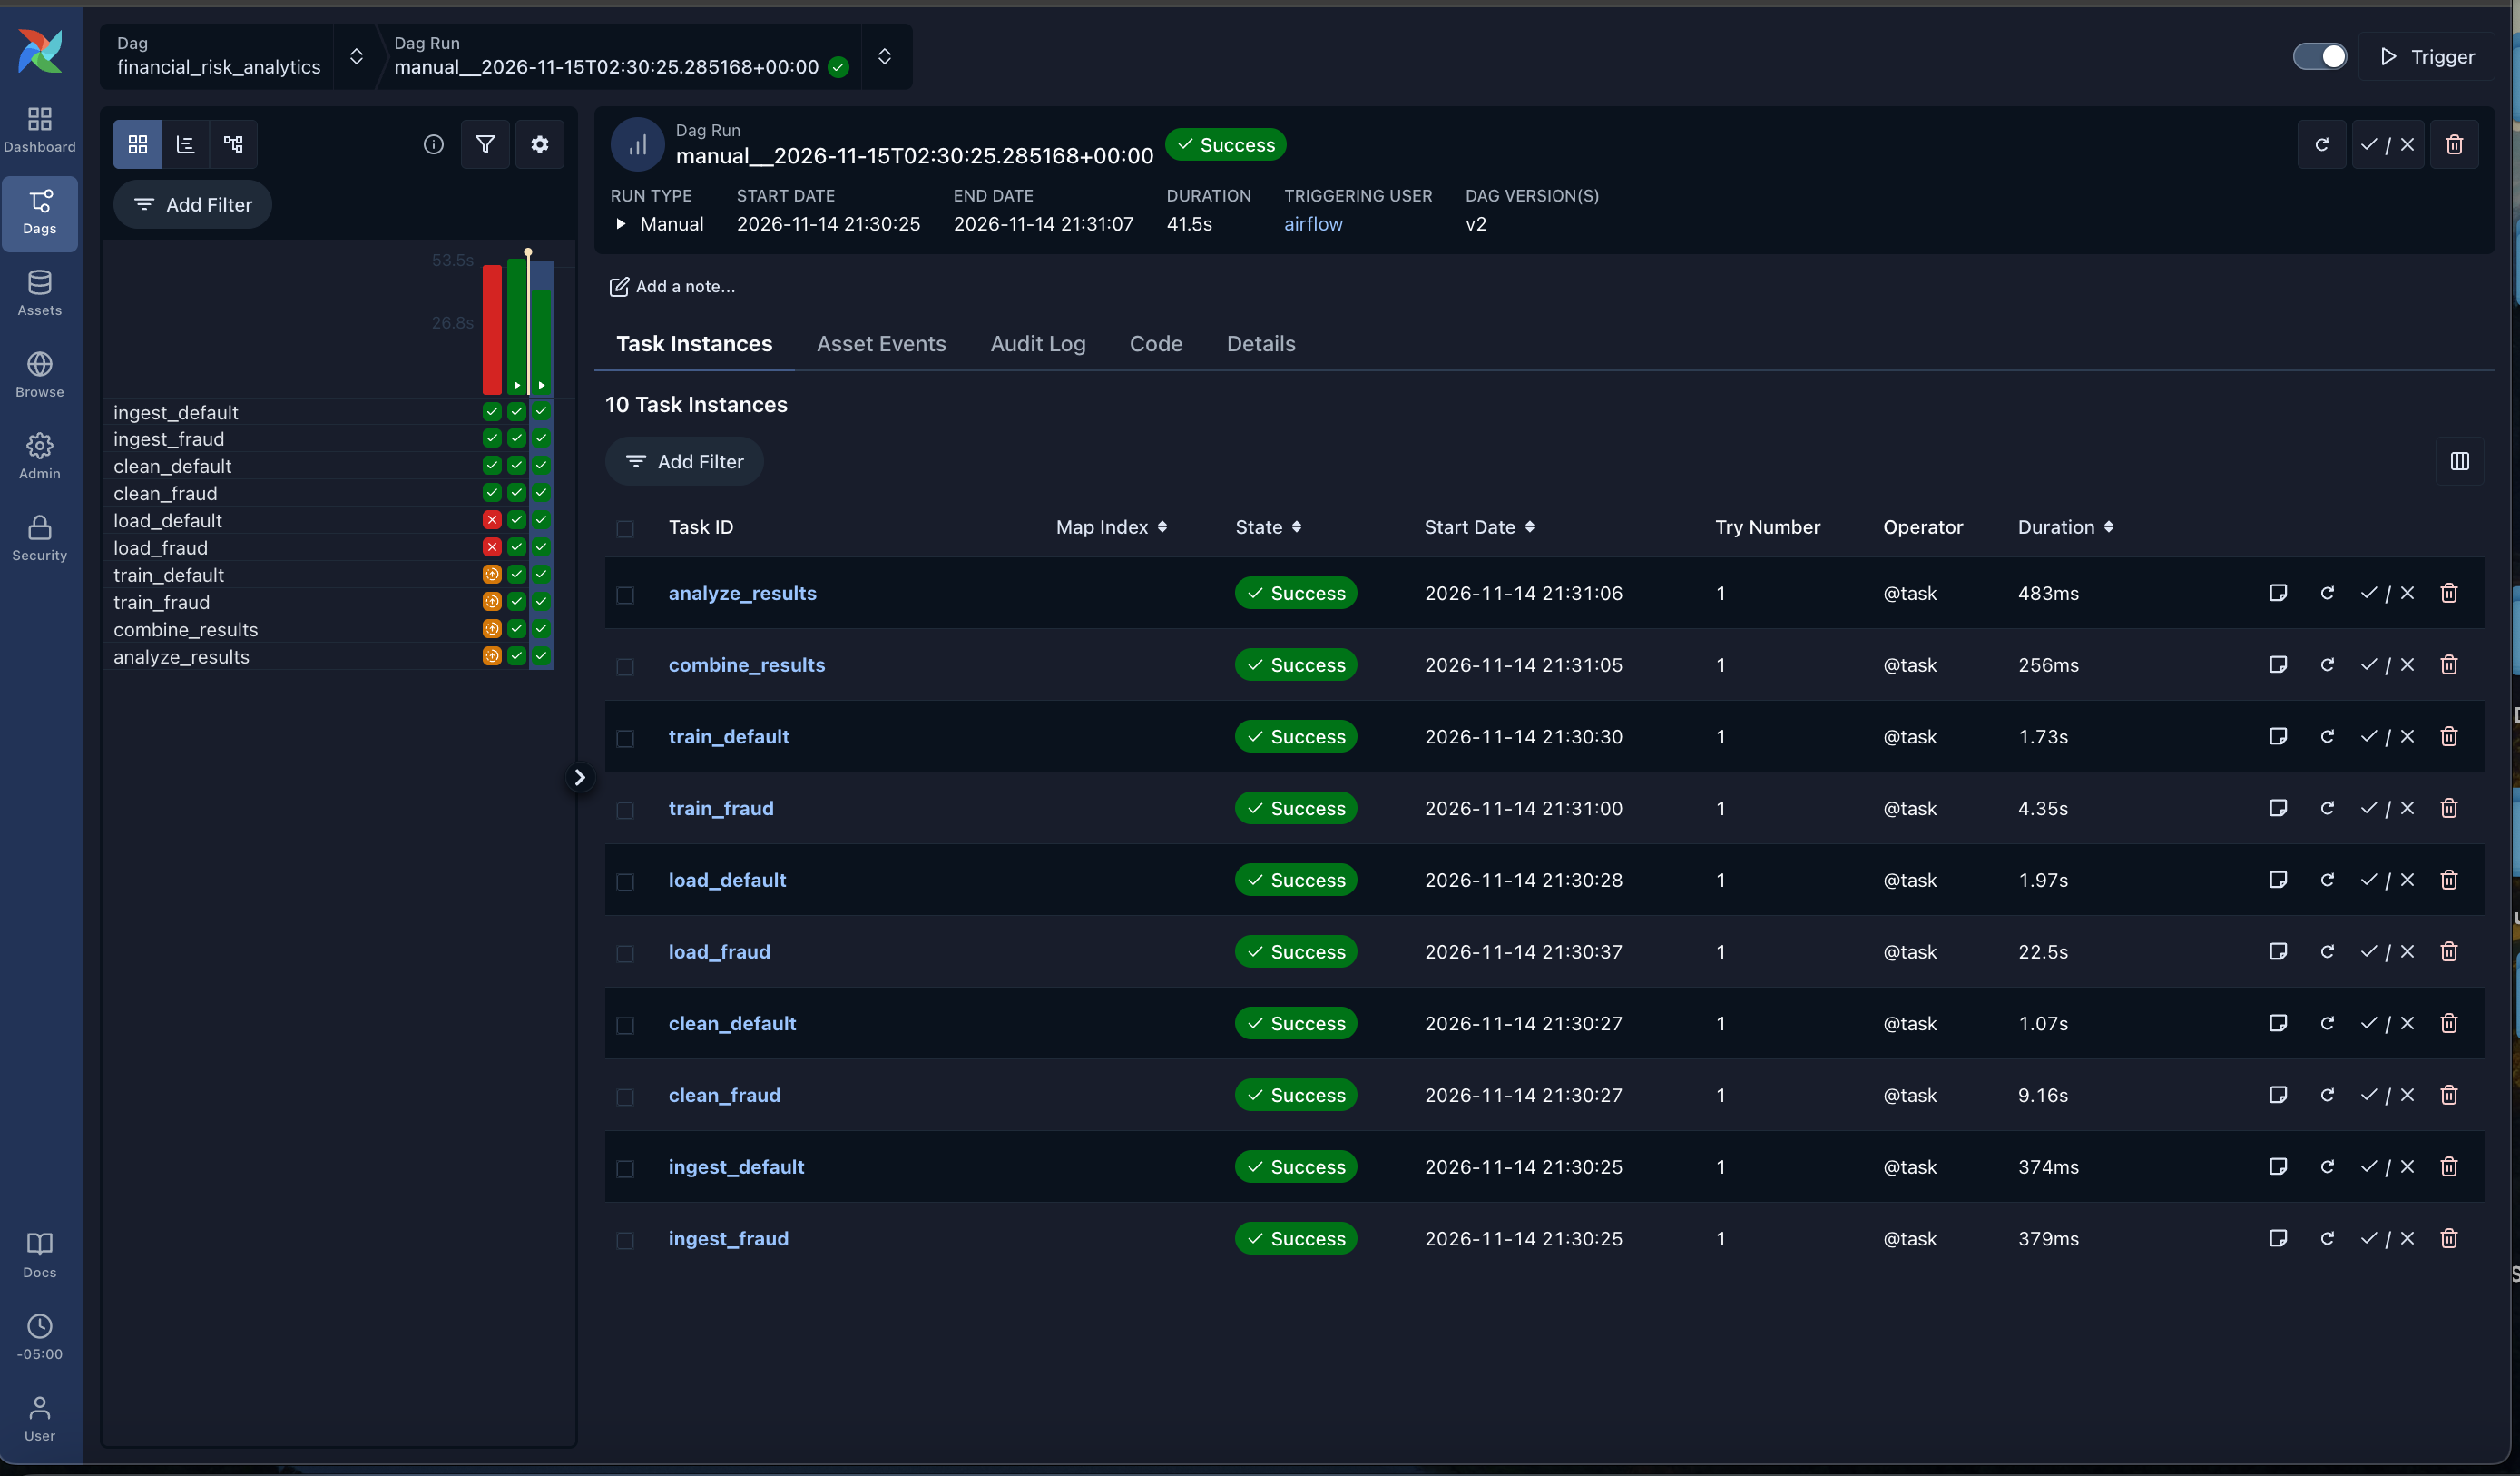 Dag
financial_risk_analytics
Dag Run
manual__2026-11-15T02:30:25.285168+00:00
Trigger
Dashboard
Dags
Assets
Browse
Admin
Security
Docs
-05:00
User
Add Filter
53.5s
26.8s
ingest_default
ingest_fraud
clean_default
clean_fraud
load_default
load_fraud
train_default
train_fraud
combine_results
analyze_results
Dag Run
manual__2026-11-15T02:30:25.285168+00:00 Success
RUN TYPE START DATE END DATE DURATION TRIGGERING USER DAG VERSION(S)
Manual 2026-11-14 21:30:25 2026-11-14 21:31:07 41.5s airflow v2
Add a note...
Task Instances Asset Events Audit Log Code Details
10 Task Instances
Add Filter
Task ID Map Index State Start Date Try Number Operator Duration
analyze_results Success 2026-11-14 21:31:06 1 @task 483ms
combine_results Success 2026-11-14 21:31:05 1 @task 256ms
train_default Success 2026-11-14 21:30:30 1 @task 1.73s
train_fraud Success 2026-11-14 21:31:00 1 @task 4.35s
load_default Success 2026-11-14 21:30:28 1 @task 1.97s
load_fraud Success 2026-11-14 21:30:37 1 @task 22.5s
clean_default Success 2026-11-14 21:30:27 1 @task 1.07s
clean_fraud Success 2026-11-14 21:30:27 1 @task 9.16s
ingest_default Success 2026-11-14 21:30:25 1 @task 374ms
ingest_fraud Success 2026-11-14 21:30:25 1 @task 379ms